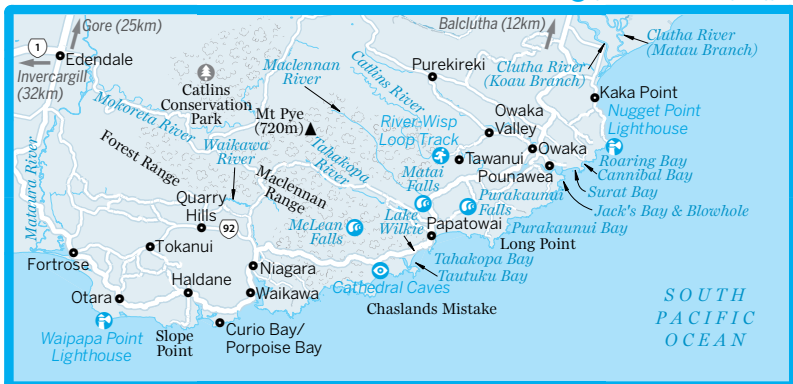 Gore (25km)
Balclutha (12km)
Clutha River
(Matau Branch)
1
Edendale
Invercargill
(32km)
Maclennan
River
Catlins
Conservation
Park
Catlins River
Purekireki
Clutha River
(Koau Branch)
Kaka Point
Nugget Point
Lighthouse
Mokoreta River
Mt Pye
(720m)
River-Wisp
Loop Track
Owaka
Valley
Owaka
Roaring Bay
Cannibal Bay
Surat Bay
Jack's Bay & Blowhole
Forest Range
Waikawa
River
Tahakopa
River
Tawanui
Pounawea
Matai
Falls
Purakaunui
Falls
Purakaunui Bay
Mataura River
Maclennan
Range
Quarry
Hills
92
McLean
Falls
Lake
Wilkie
Papatowai
Long Point
Tokanui
Tahakopa Bay
Tautuku Bay
Fortrose
Niagara
Cathedral Caves
Haldane
Otara
Waikawa
Chaslands Mistake
SOUTH
PACIFIC
OCEAN
Waipapa Point
Lighthouse
Slope
Point
Curio Bay/
Porpoise Bay